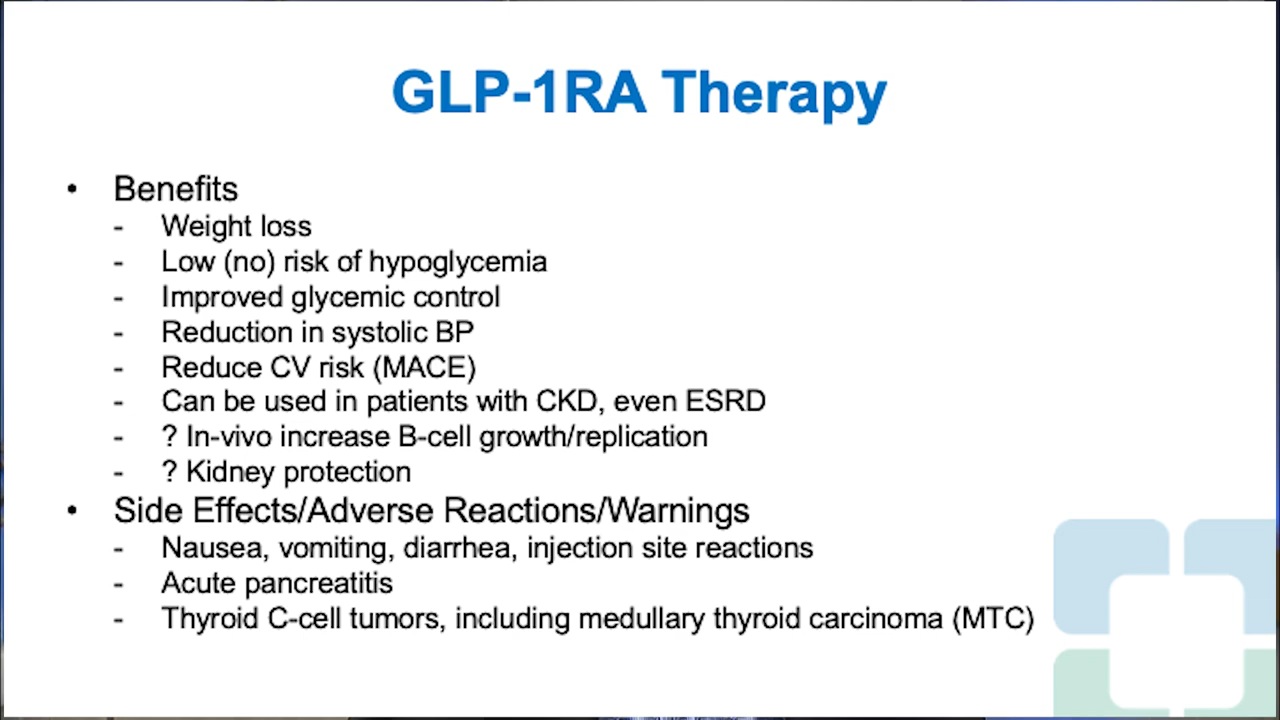 GLP-1RA Therapy
• Benefits
- Weight loss
- Low (no) risk of hypoglycemia
- Improved glycemic control
- Reduction in systolic BP
- Reduce CV risk (MACE)
- Can be used in patients with CKD, even ESRD
- ? In-vivo increase B-cell growth/replication
- ? Kidney protection
• Side Effects/Adverse Reactions/Warnings
- Nausea, vomiting, diarrhea, injection site reactions
- Acute pancreatitis
- Thyroid C-cell tumors, including medullary thyroid carcinoma (MTC)